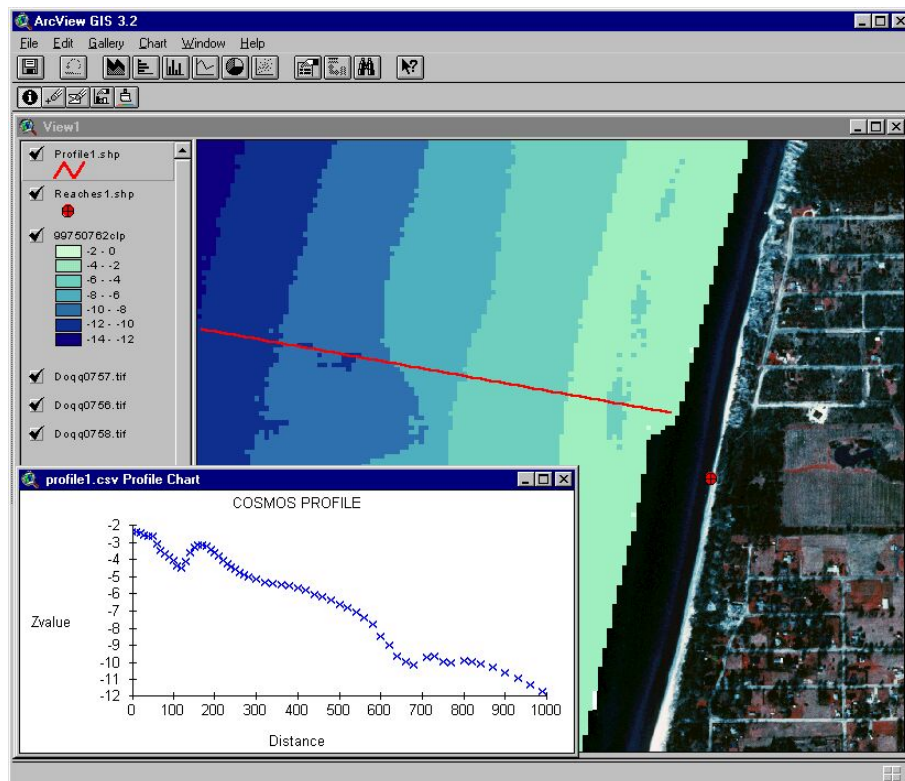 ArcView GIS 3.2
File Edit Gallery Chart Window Help
View1
Profile1.shp
Reaches1.shp
99750762clp
-2 - 0
-4 - -2
-6 - -4
-8 - -6
-10 - -8
-12 - -10
-14 - -12
Doqq0757.tif
Doqq0756.tif
Doqq0758.tif
profile1.csv Profile Chart
COSMOS PROFILE
-2
-3
-4
-5
-6
-7
-8
-9
-10
-11
-12
Zvalue
0 100 200 300 400 500 600 700 800 900 1000
Distance